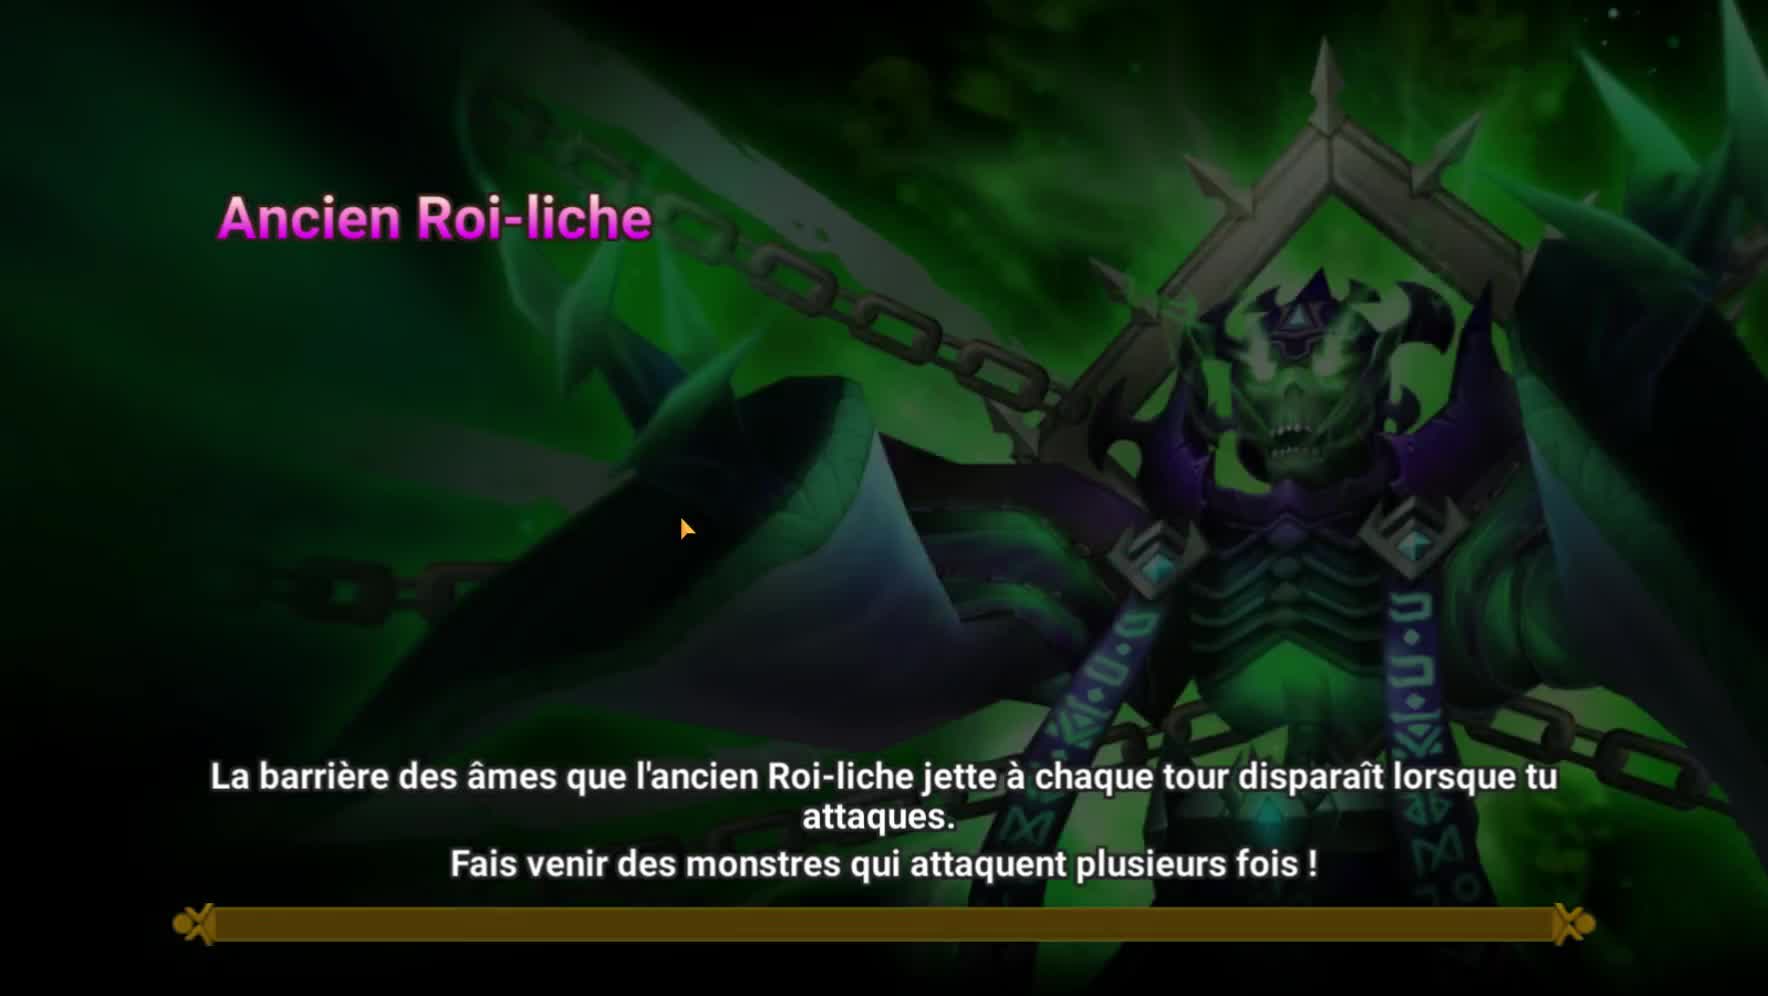 Ancien Roi-liche
La barrière des âmes que l'ancien Roi-liche jette à chaque tour disparaît lorsque tu
attaques.
Fais venir des monstres qui attaquent plusieurs fois !